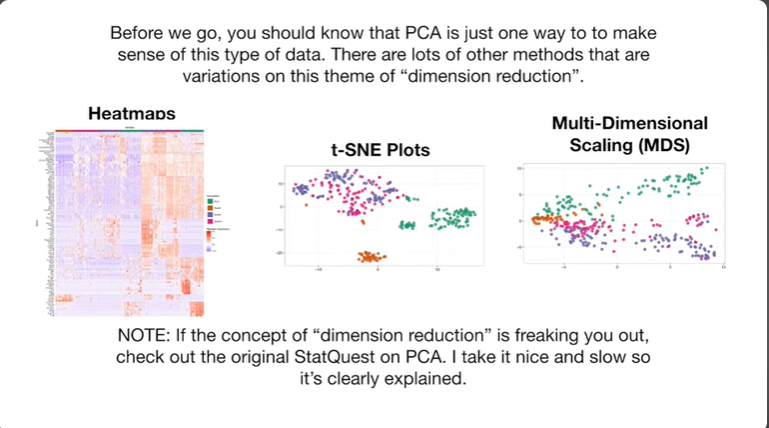 Before we go, you should know that PCA is just one way to to make
sense of this type of data. There are lots of other methods that are
variations on this theme of “dimension reduction”.
Heatmaps
t-SNE Plots
Multi-Dimensional
Scaling (MDS)
NOTE: If the concept of “dimension reduction” is freaking you out,
check out the original StatQuest on PCA. I take it nice and slow so
it’s clearly explained.